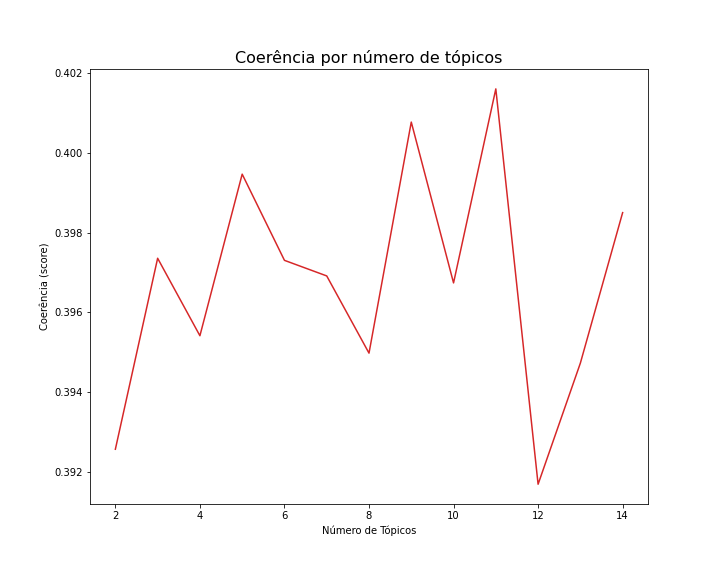 Coerência por número de tópicos
0.402
0.400
0.398
0.396
0.394
0.392
Coerência (score)
2 4 6 8 10 12 14
Número de Tópicos